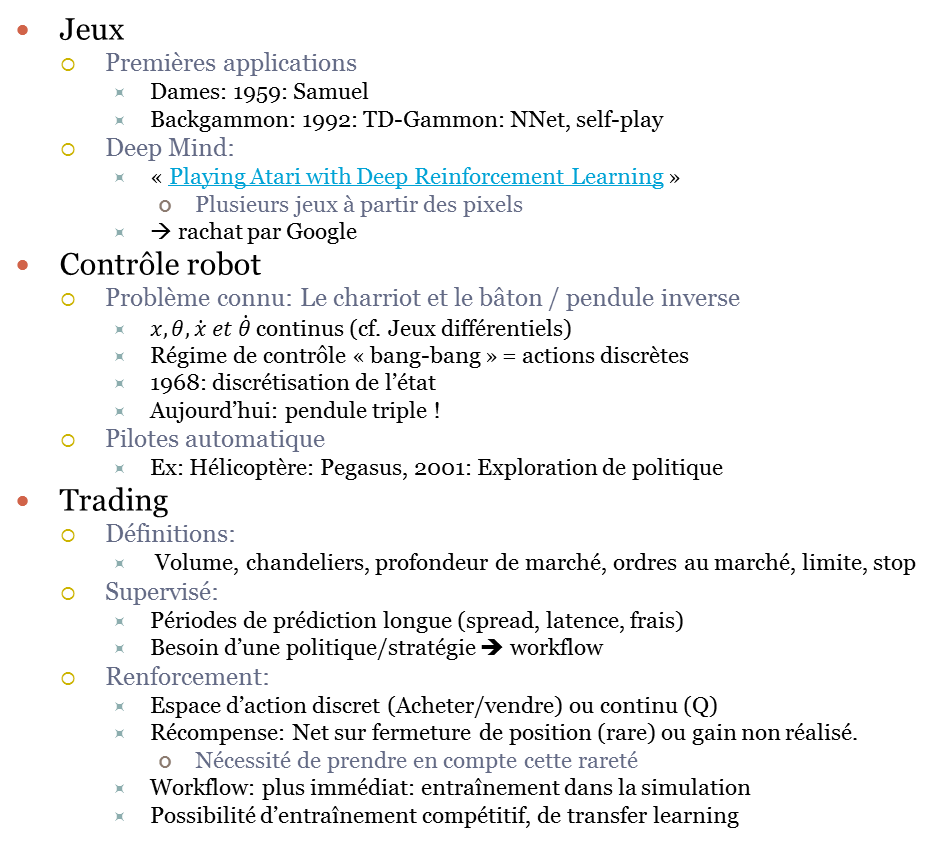 Jeux
Premières applications
Dames: 1959: Samuel
Backgammon: 1992: TD-Gammon: NNet, self-play
Deep Mind:
« Playing Atari with Deep Reinforcement Learning »
Plusieurs jeux à partir des pixels
→ rachat par Google
Contrôle robot
Problème connu: Le charriot et le bâton / pendule inverse
x, θ, ẋ et θ̇ continus (cf. Jeux différentiels)
Régime de contrôle « bang-bang » = actions discrètes
1968: discrétisation de l'état
Aujourd'hui: pendule triple !
Pilotes automatique
Ex: Hélicoptère: Pegasus, 2001: Exploration de politique
Trading
Définitions:
Volume, chandeliers, profondeur de marché, ordres au marché, limite, stop
Supervisé:
Périodes de prédiction longue (spread, latence, frais)
Besoin d'une politique/stratégie → workflow
Renforcement:
Espace d'action discret (Acheter/vendre) ou continu (Q)
Récompense: Net sur fermeture de position (rare) ou gain non réalisé.
Nécessité de prendre en compte cette rareté
Workflow: plus immédiat: entraînement dans la simulation
Possibilité d'entraînement compétitif, de transfer learning